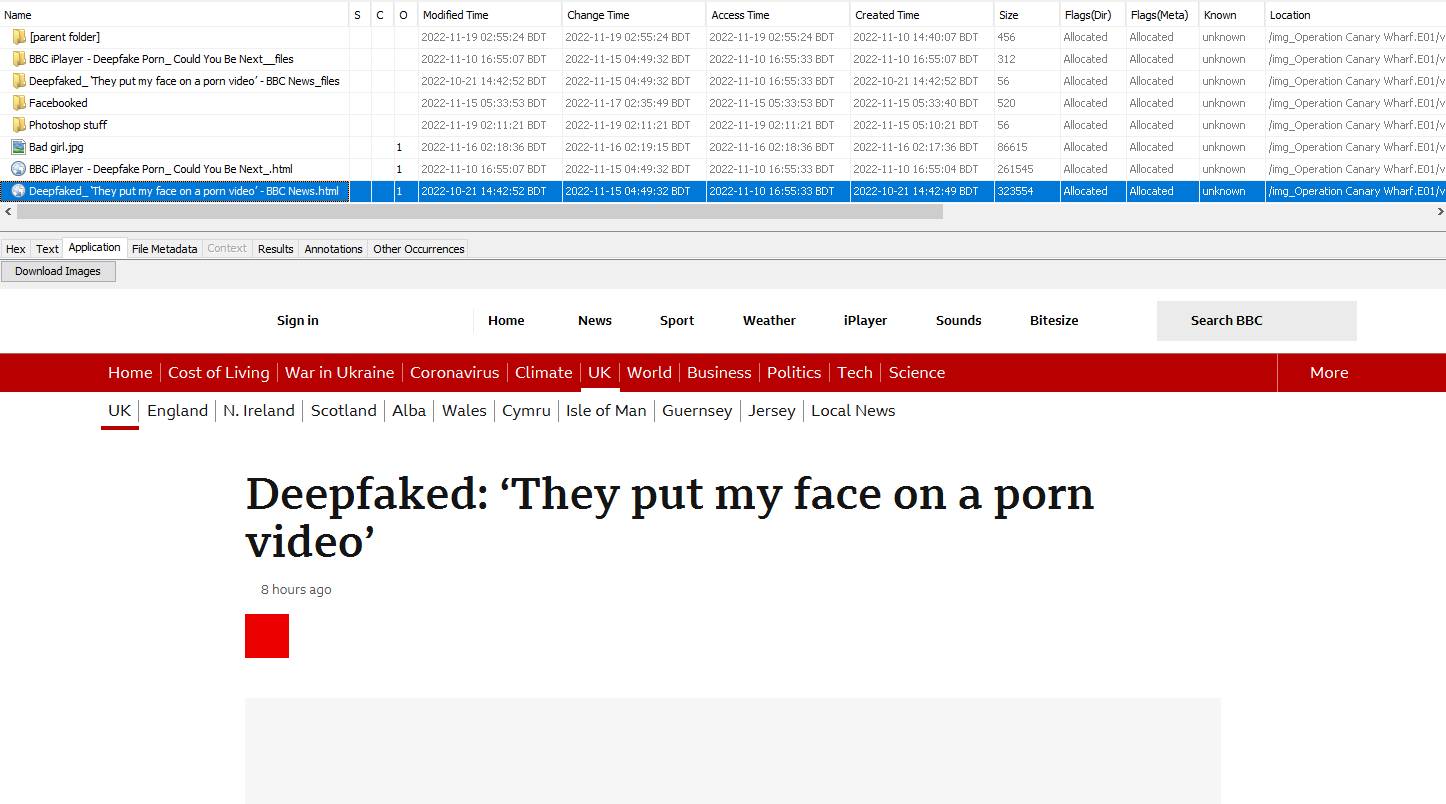 Name S C O Modified Time Change Time Access Time Created Time Size Flags(Dir) Flags(Meta) Known Location
[parent folder] 2022-11-19 02:55:24 BDT 2022-11-19 02:55:24 BDT 2022-11-19 02:55:24 BDT 2022-11-10 14:40:07 BDT 456 Allocated Allocated unknown /img_Operation Canary Wharf.E01/v
BBC iPlayer - Deepfake Porn_ Could You Be Next__files 2022-11-10 16:55:07 BDT 2022-11-15 04:49:32 BDT 2022-11-10 16:55:33 BDT 2022-11-10 16:55:07 BDT 312 Allocated Allocated unknown /img_Operation Canary Wharf.E01/v
Deepfaked_ ‘They put my face on a porn video’ - BBC News_files 2022-10-21 14:42:52 BDT 2022-11-15 04:49:32 BDT 2022-11-10 16:55:33 BDT 2022-10-21 14:42:52 BDT 56 Allocated Allocated unknown /img_Operation Canary Wharf.E01/v
Facebooked 2022-11-15 05:33:53 BDT 2022-11-17 02:35:49 BDT 2022-11-15 05:33:53 BDT 2022-11-15 05:33:40 BDT 520 Allocated Allocated unknown /img_Operation Canary Wharf.E01/v
Photoshop stuff 2022-11-19 02:11:21 BDT 2022-11-19 02:11:21 BDT 2022-11-19 02:11:21 BDT 2022-11-15 05:10:21 BDT 56 Allocated Allocated unknown /img_Operation Canary Wharf.E01/v
Bad girl.jpg 1 2022-11-16 02:18:36 BDT 2022-11-16 02:19:15 BDT 2022-11-16 02:18:36 BDT 2022-11-16 02:17:36 BDT 86615 Allocated Allocated unknown /img_Operation Canary Wharf.E01/v
BBC iPlayer - Deepfake Porn_ Could You Be Next_.html 1 2022-11-10 16:55:07 BDT 2022-11-15 04:49:32 BDT 2022-11-10 16:55:33 BDT 2022-11-10 16:55:04 BDT 261545 Allocated Allocated unknown /img_Operation Canary Wharf.E01/v
Deepfaked_ ‘They put my face on a porn video’ - BBC News.html 1 2022-10-21 14:42:52 BDT 2022-11-15 04:49:32 BDT 2022-11-10 16:55:33 BDT 2022-10-21 14:42:49 BDT 323554 Allocated Allocated unknown /img_Operation Canary Wharf.E01/v
Hex Text Application File Metadata Context Results Annotations Other Occurrences
Download Images
Sign in Home News Sport Weather iPlayer Sounds Bitesize Search BBC
Home Cost of Living War in Ukraine Coronavirus Climate UK World Business Politics Tech Science More
UK England N. Ireland Scotland Alba Wales Cymru Isle of Man Guernsey Jersey Local News
Deepfaked: ‘They put my face on a porn
video’
8 hours ago